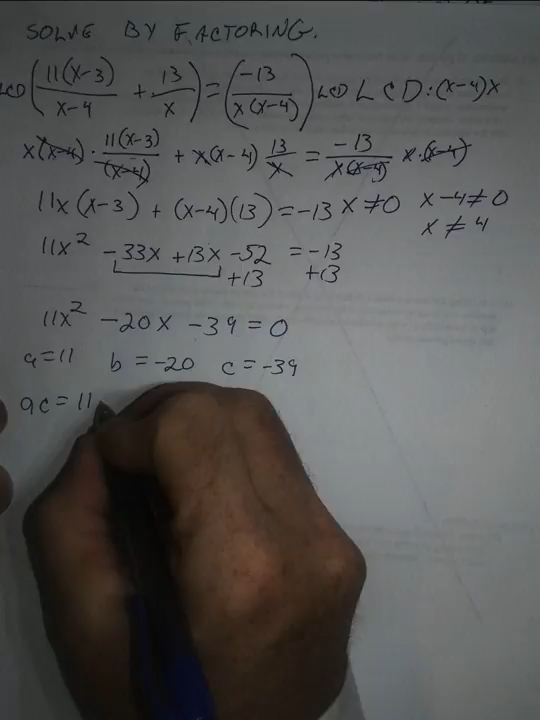 SOLVE BY FACTORING.
LCD (11(x-3)/x-4 + 13/x) = (-13/x(x-4)) LCD LCD: (x-4)x
x(x-4) · 11(x-3)/(x-4) + x(x-4) 13/x = -13/x(x-4) x·(x-4)
11x(x-3) + (x-4)(13) = -13 x≠0 x-4≠0
x≠4
11x² -33x +13x -52 = -13
+13 +13
11x² -20x -39 = 0
a=11 b=-20 c=-39
ac=11